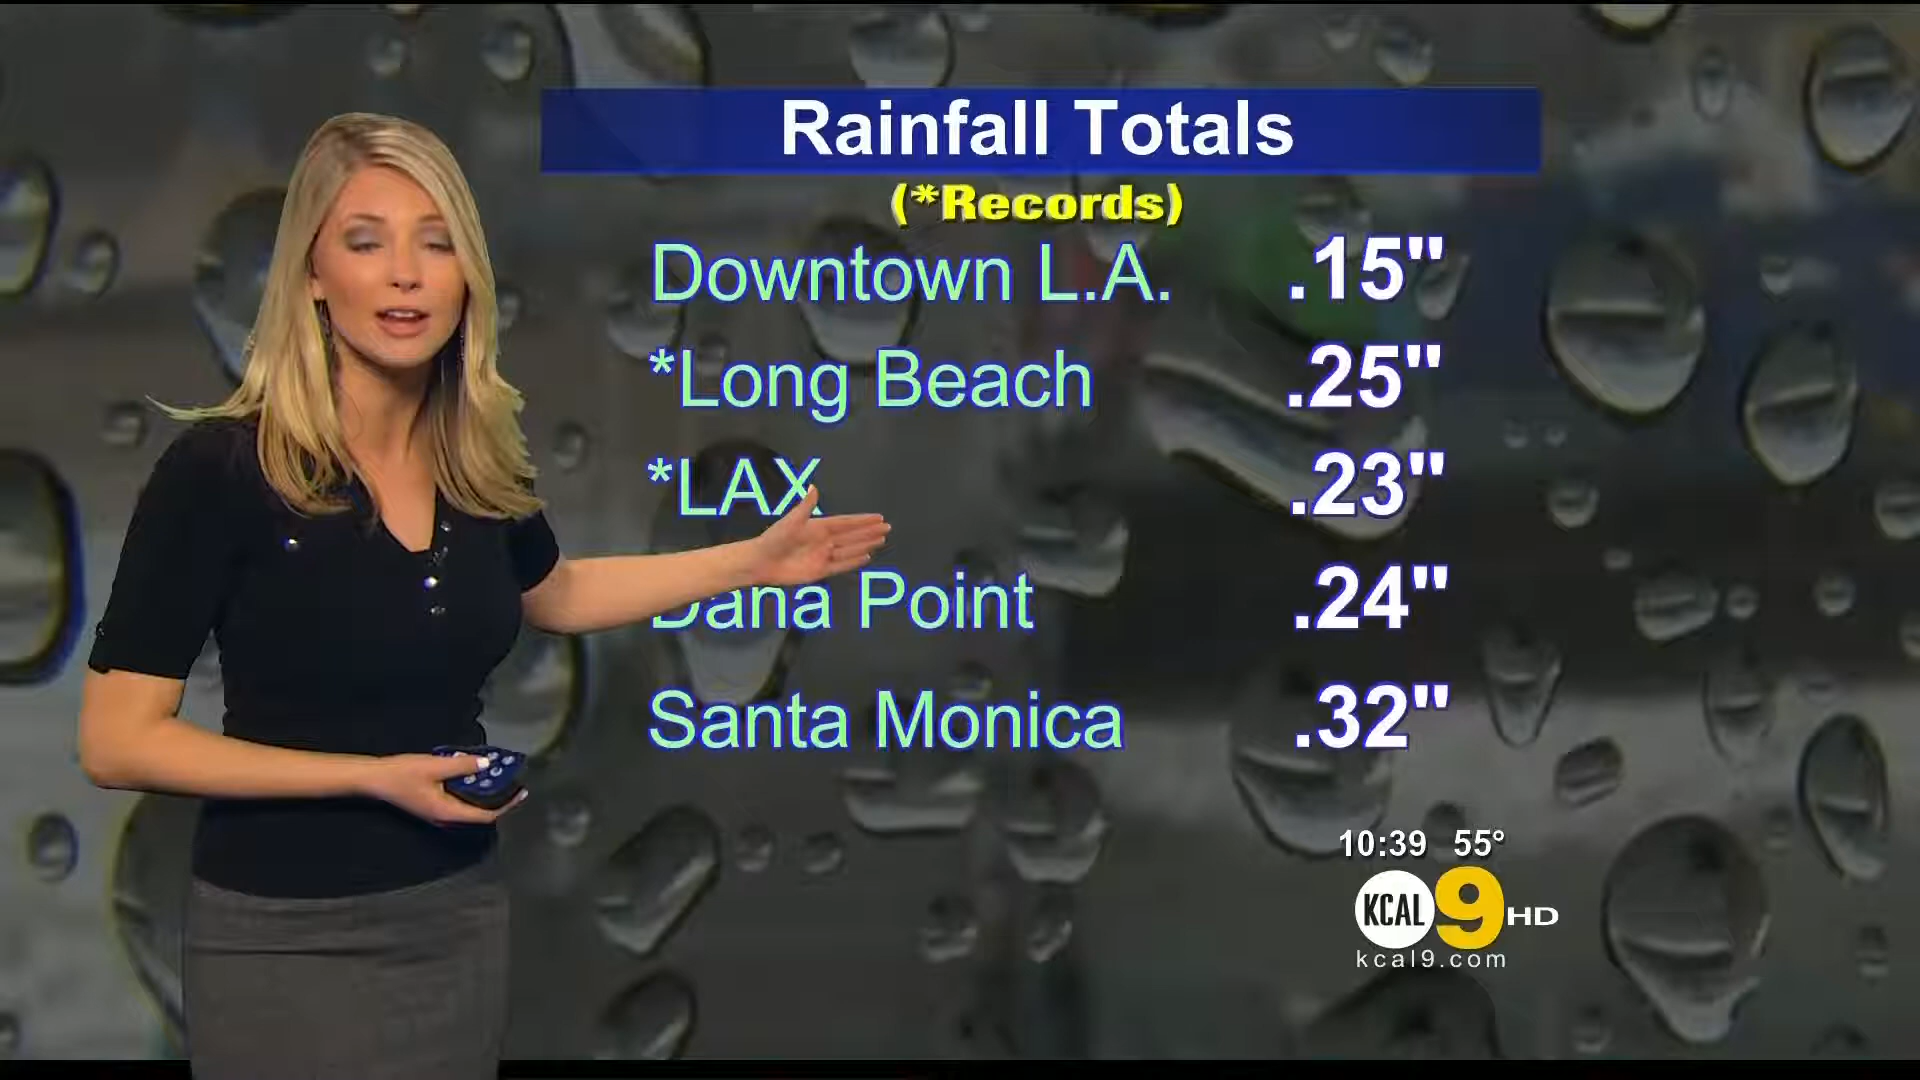 Rainfall Totals
(*Records)
Downtown L.A. .15"
*Long Beach .25"
*LAX .23"
Dana Point .24"
Santa Monica .32"
10:39 55°
KCAL 9 HD
kcal9.com